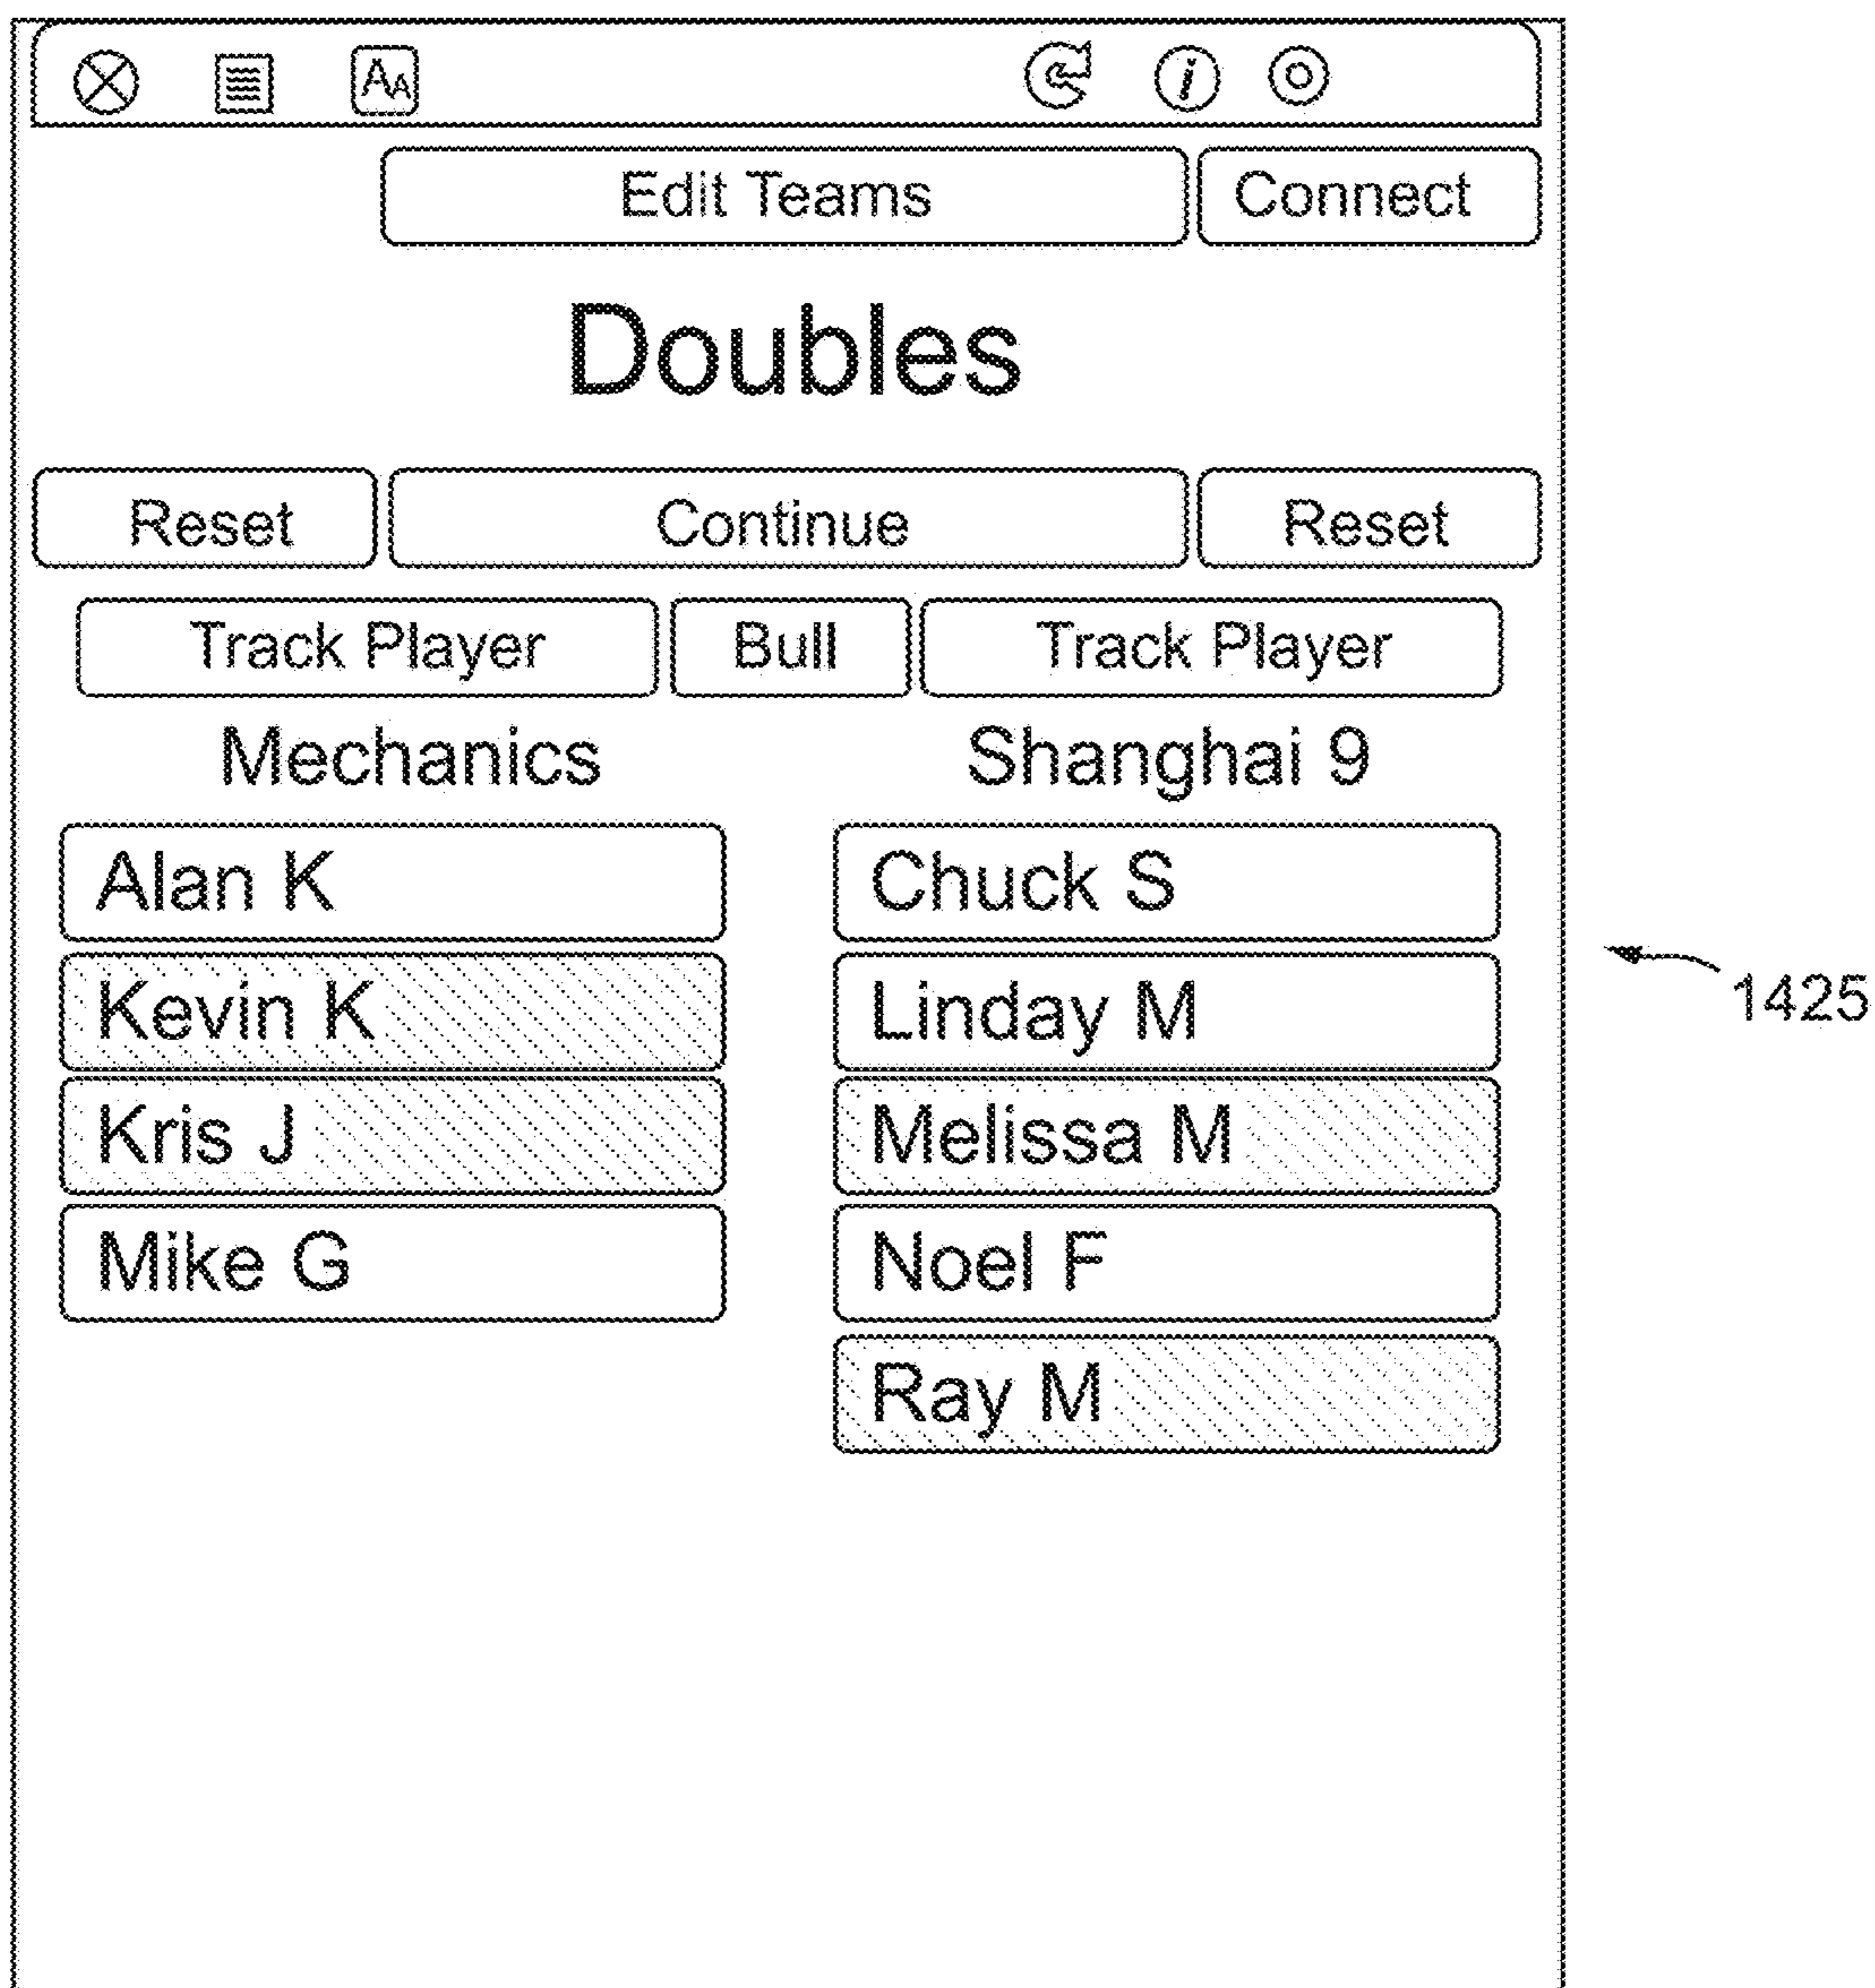 AA i
Edit Teams Connect
Doubles
Reset Continue Reset
Track Player Bull Track Player
Mechanics Shanghai 9
Alan K Chuck S
Kevin K Linday M
1425
Kris J Melissa M
Mike G Noel F
Ray M